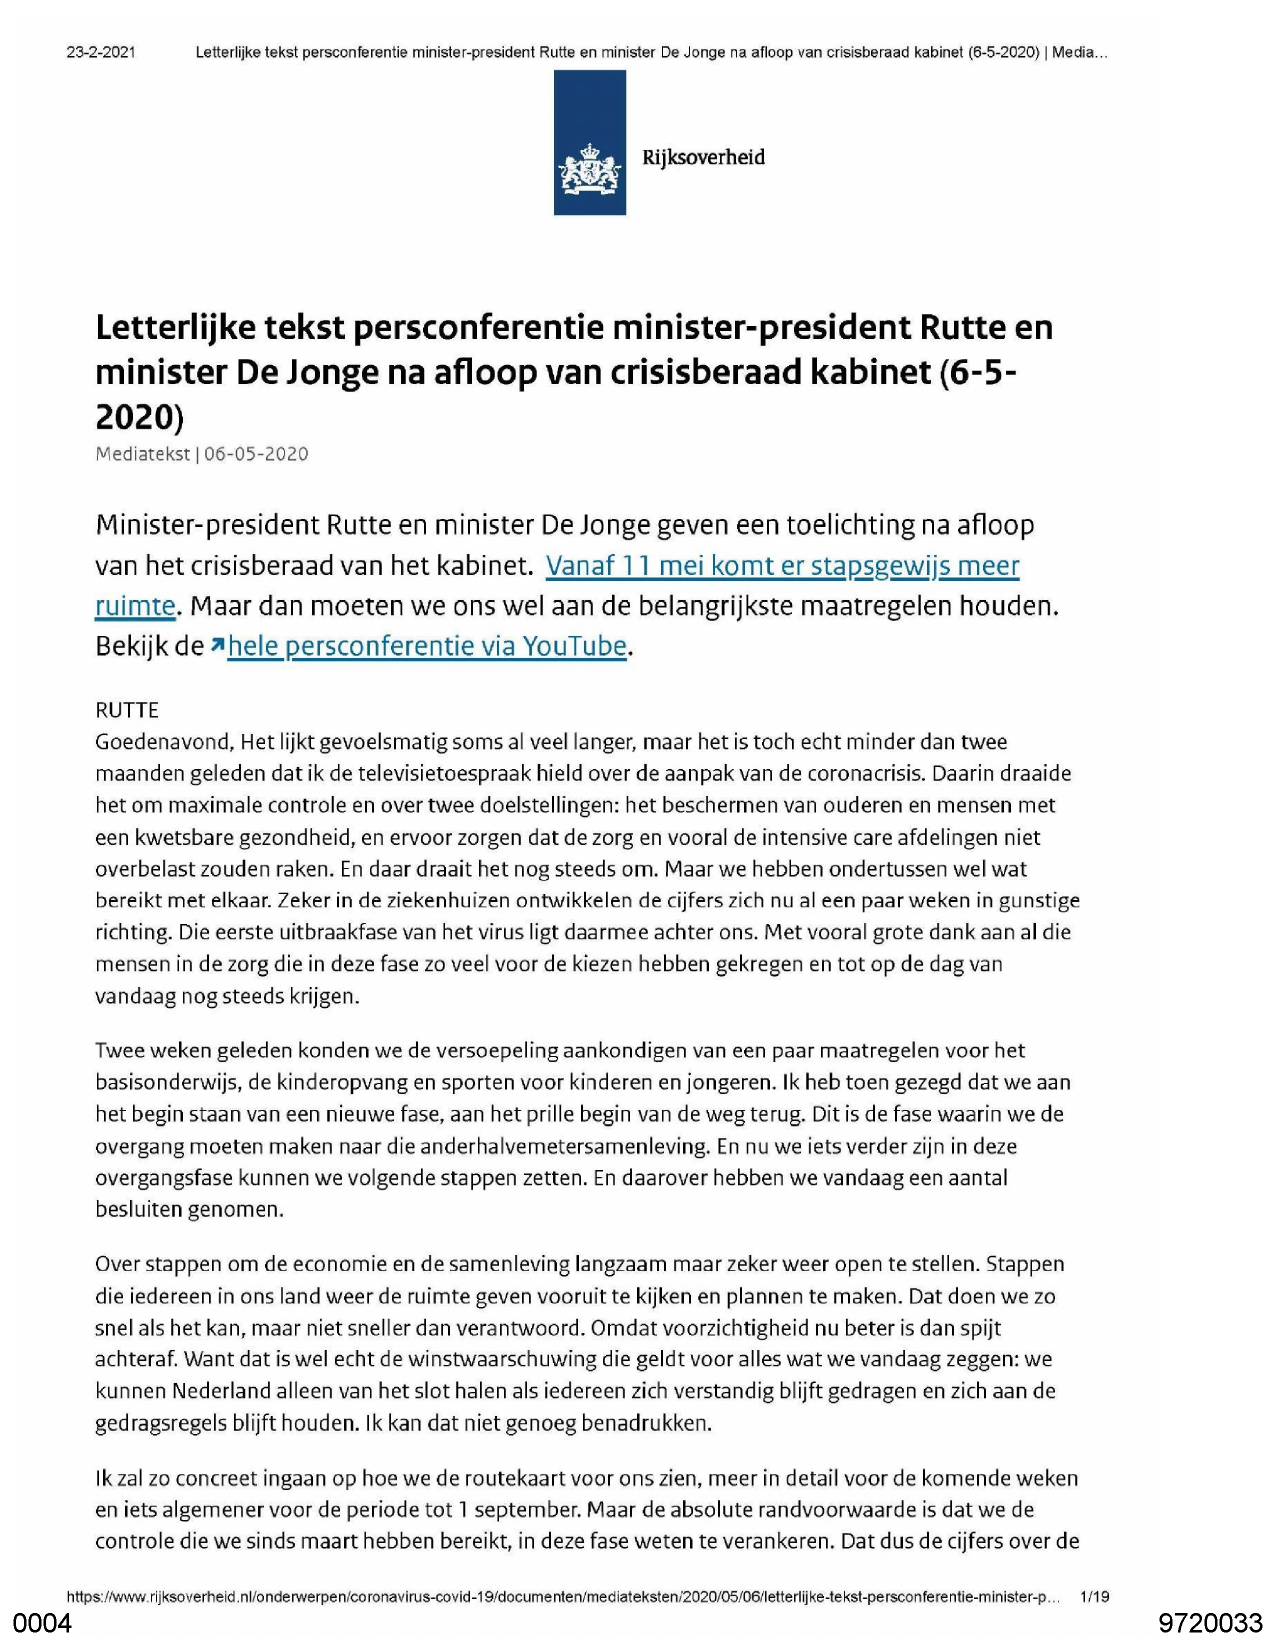 23-2-2021 Letterlijke tekst persconferentie minister-president Rutte en minister De Jonge na afloop van crisisberaad kabinet (6-5-2020) | Media...
Rijksoverheid
Letterlijke tekst persconferentie minister-president Rutte en
minister De Jonge na afloop van crisisberaad kabinet (6-5-
2020)
Mediatekst | 06-05-2020
Minister-president Rutte en minister De Jonge geven een toelichting na afloop
van het crisisberaad van het kabinet. Vanaf 11 mei komt er stapsgewijs meer
ruimte. Maar dan moeten we ons wel aan de belangrijkste maatregelen houden.
Bekijk de hele persconferentie via YouTube.
RUTTE
Goedenavond, Het lijkt gevoelsmatig soms al veel langer, maar het is toch echt minder dan twee
maanden geleden dat ik de televisietoespraak hield over de aanpak van de coronacrisis. Daarin draaide
het om maximale controle en over twee doelstellingen: het beschermen van ouderen en mensen met
een kwetsbare gezondheid, en ervoor zorgen dat de zorg en vooral de intensive care afdelingen niet
overbelast zouden raken. En daar draait het nog steeds om. Maar we hebben ondertussen wel wat
bereikt met elkaar. Zeker in de ziekenhuizen ontwikkelen de cijfers zich nu al een paar weken in gunstige
richting. Die eerste uitbraakfase van het virus ligt daarmee achter ons. Met vooral grote dank aan al die
mensen in de zorg die in deze fase zo veel voor de kiezen hebben gekregen en tot op de dag van
vandaag nog steeds krijgen.
Twee weken geleden konden we de versoepeling aankondigen van een paar maatregelen voor het
basisonderwijs, de kinderopvang en sporten voor kinderen en jongeren. Ik heb toen gezegd dat we aan
het begin staan van een nieuwe fase, aan het prille begin van de weg terug. Dit is de fase waarin we de
overgang moeten maken naar die anderhalvemetersamenleving. En nu we iets verder zijn in deze
overgangsfase kunnen we volgende stappen zetten. En daarover hebben we vandaag een aantal
besluiten genomen.
Over stappen om de economie en de samenleving langzaam maar zeker weer open te stellen. Stappen
die iedereen in ons land weer de ruimte geven vooruit te kijken en plannen te maken. Dat doen we zo
snel als het kan, maar niet sneller dan verantwoord. Omdat voorzichtigheid nu beter is dan spijt
achteraf. Want dat is wel echt de winstwaarschuwing die geldt voor alles wat we vandaag zeggen: we
kunnen Nederland alleen van het slot halen als iedereen zich verstandig blijft gedragen en zich aan de
gedragsregels blijft houden. Ik kan dat niet genoeg benadrukken.
Ik zal zo concreet ingaan op hoe we de routekaart voor ons zien, meer in detail voor de komende weken
en iets algemener voor de periode tot 1 september. Maar de absolute randvoorwaarde is dat we de
controle die we sinds maart hebben bereikt, in deze fase weten te verankeren. Dat dus de cijfers over de
https://www.rijksoverheid.nl/onderwerpen/coronavirus-covid-19/documenten/mediateksten/2020/05/06/letterlijke-tekst-persconferentie-minister-p... 1/19
0004 9720033